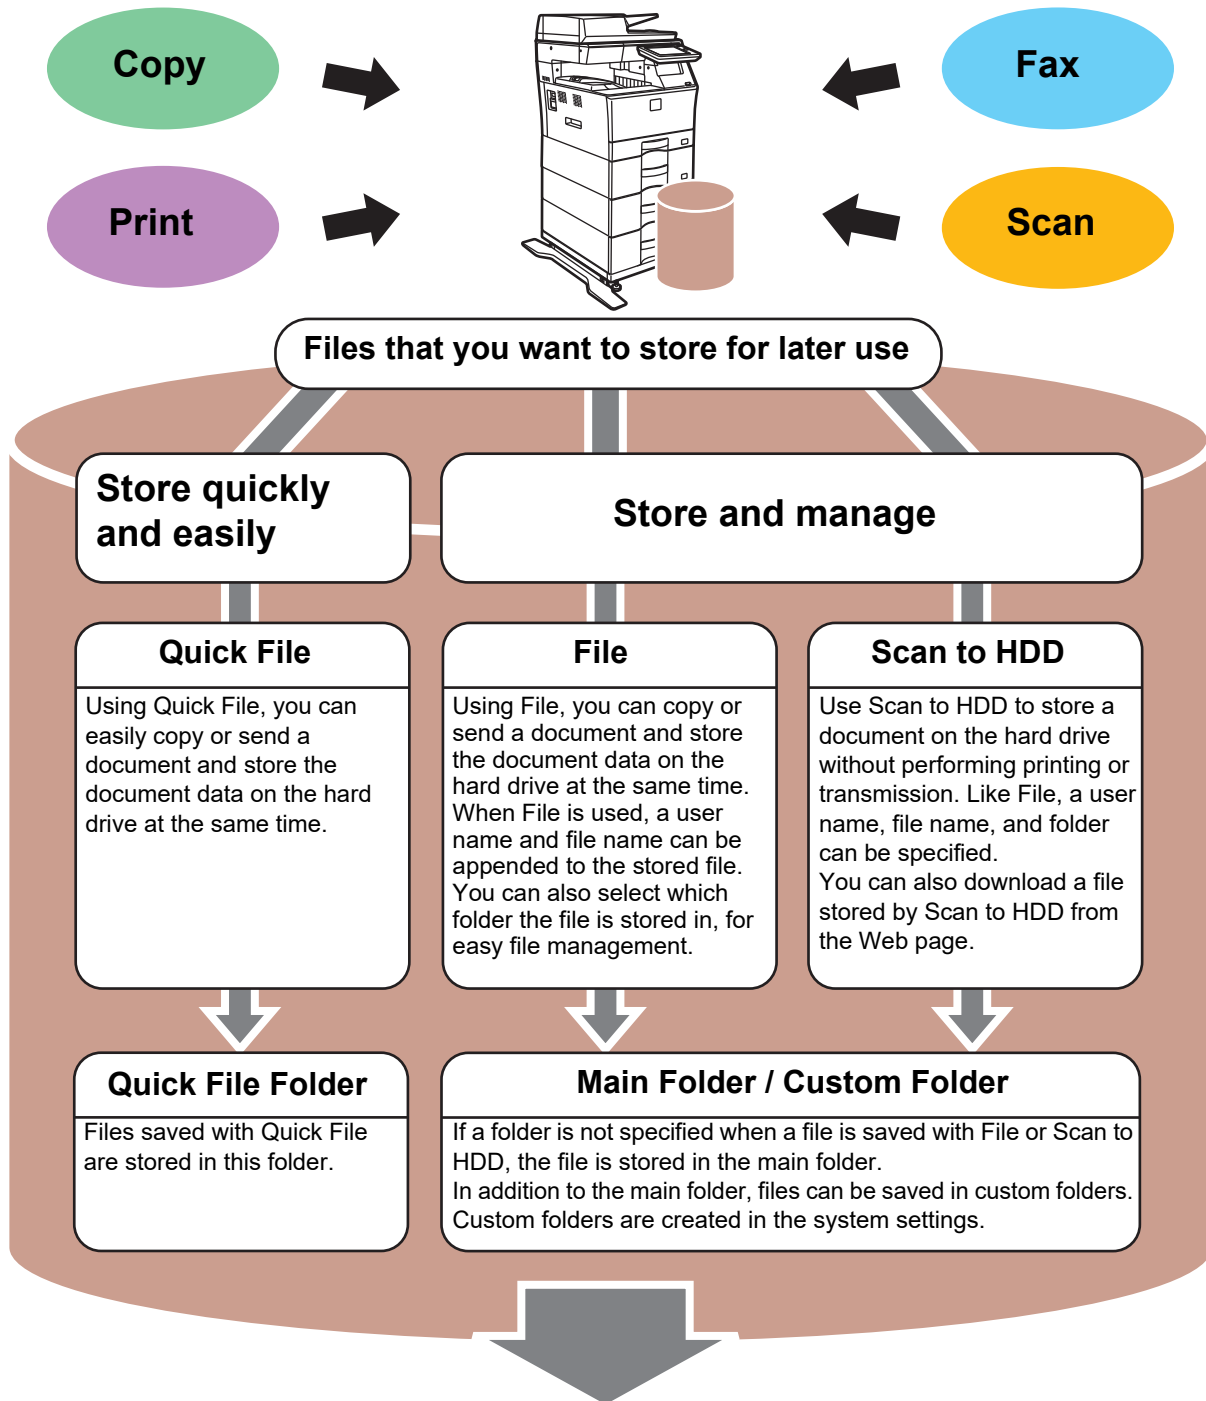 Copy
Fax
Print
Scan
Files that you want to store for later use
Store quickly
and easily
Store and manage
Quick File
Using Quick File, you can
easily copy or send a
document and store the
document data on the hard
drive at the same time.
File
Using File, you can copy or
send a document and store
the document data on the
hard drive at the same time.
When File is used, a user
name and file name can be
appended to the stored file.
You can also select which
folder the file is stored in, for
easy file management.
Scan to HDD
Use Scan to HDD to store a
document on the hard drive
without performing printing or
transmission. Like File, a user
name, file name, and folder
can be specified.
You can also download a file
stored by Scan to HDD from
the Web page.
Quick File Folder
Files saved with Quick File
are stored in this folder.
Main Folder / Custom Folder
If a folder is not specified when a file is saved with File or Scan to
HDD, the file is stored in the main folder.
In addition to the main folder, files can be saved in custom folders.
Custom folders are created in the system settings.